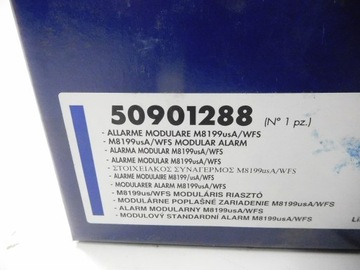 50901288 (N° 1 pz.)
- ALLARME MODULARE M8199usA/WFS
- M8199usA/WFS MODULAR ALARM
- ALARMA MODULAR M8199usA/WFS
- ALARME MODULAR M8199usA/WFS
- ΣΤΟΙΧΕΙΑΚΟΣ ΣΥΝΑΓΕΡΜΟΣ M8199usA/WFS
- ALARME MODULAIRE M8199usA/WFS
- MODULARER ALARM M8199usA/WFS
- M8199us/WFS MODULÁRIS RIASZTÓ
- MODULÁRNE POPLAŠNÉ ZARIADENIE M8199usA/WFS
- ALARM MODULARNY M8199usA/WFS
- MODULOVÝ STANDARDNÍ ALARM M8199usA/WFS